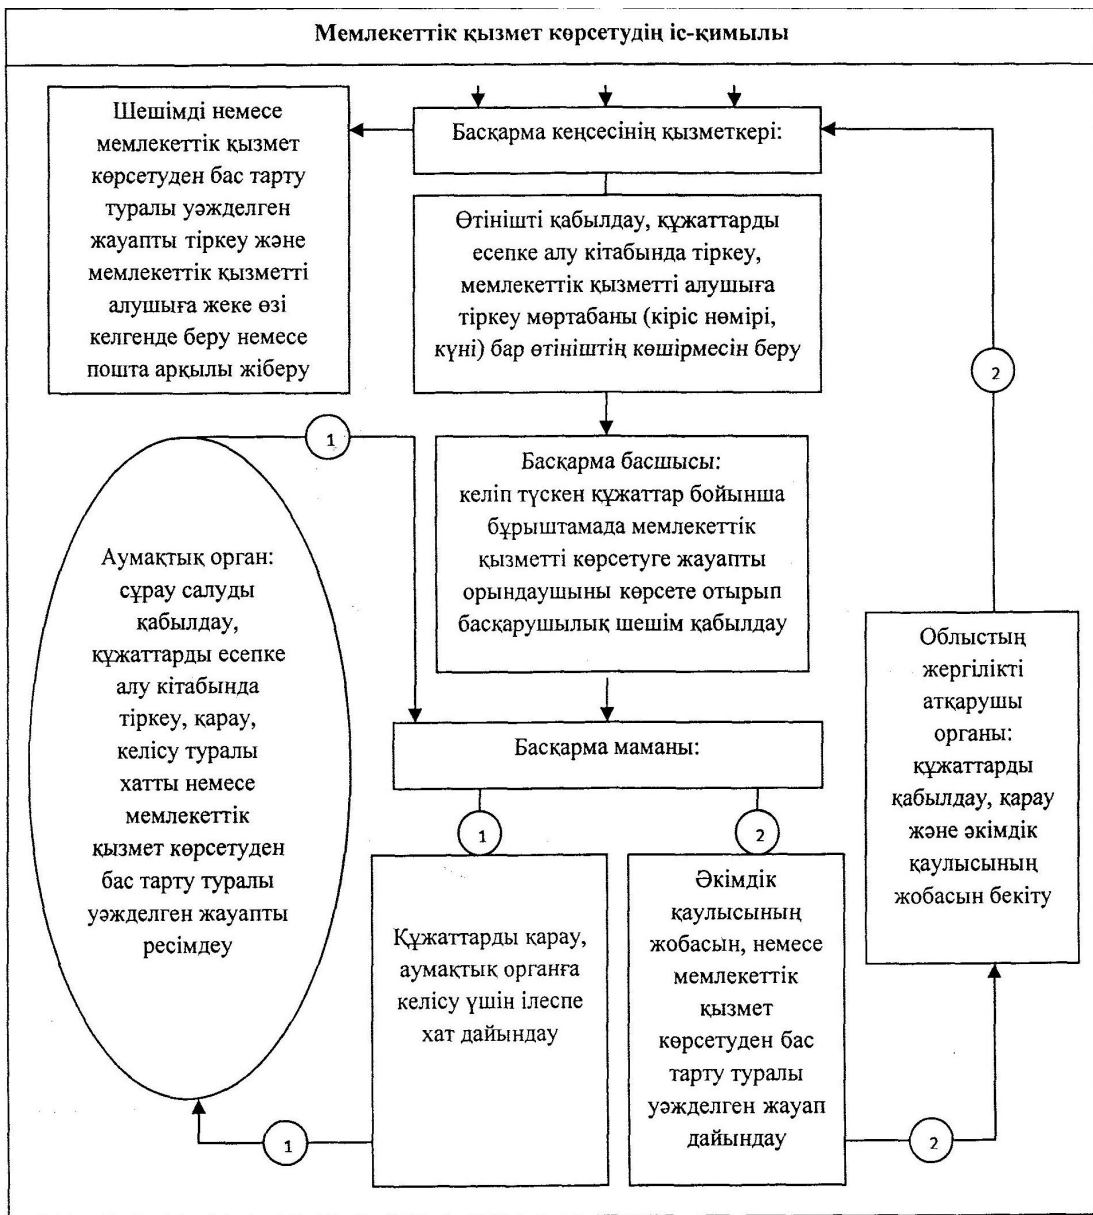 Мемлекеттік қызмет көрсетудің іс-қимылы
Шешімді немесе
мемлекеттік қызмет
көрсетуден бас тарту
туралы уәжделген
жауапты тіркеу және
мемлекеттік қызметті
алушыға жеке өзі
келгенде беру немесе
пошта арқылы жіберу
Басқарма кеңсесінің қызметкері:
Өтінішті қабылдау, құжаттарды
есепке алу кітабында тіркеу,
мемлекеттік қызметті алушыға
тіркеу мөртабаны (кіріс нөмірі,
күні) бар өтініштің көшірмесін беру
2
1
Басқарма басшысы:
келіп түскен құжаттар бойынша
бұрыштамада мемлекеттік
қызметті көрсетуге жауапты
орындаушыны көрсете отырып
басқарушылық шешім қабылдау
Аумақтық орган:
сұрау салуды
қабылдау,
құжаттарды есепке
алу кітабында
тіркеу, қарау,
келісу туралы
хатты немесе
мемлекеттік
қызмет көрсетуден
бас тарту туралы
уәжделген жауапты
ресімдеу
Басқарма маманы:
Облыстың
жергілікті
атқарушы
органы:
құжаттарды
қабылдау, қарау
және әкімдік
қаулысының
жобасын бекіту
1
2
Құжаттарды қарау,
аумақтық органға
келісу үшін ілеспе
хат дайындау
Әкімдік
қаулысының
жобасын, немесе
мемлекеттік
қызмет
көрсетуден бас
тарту туралы
уәжделген жауап
дайындау
1
2